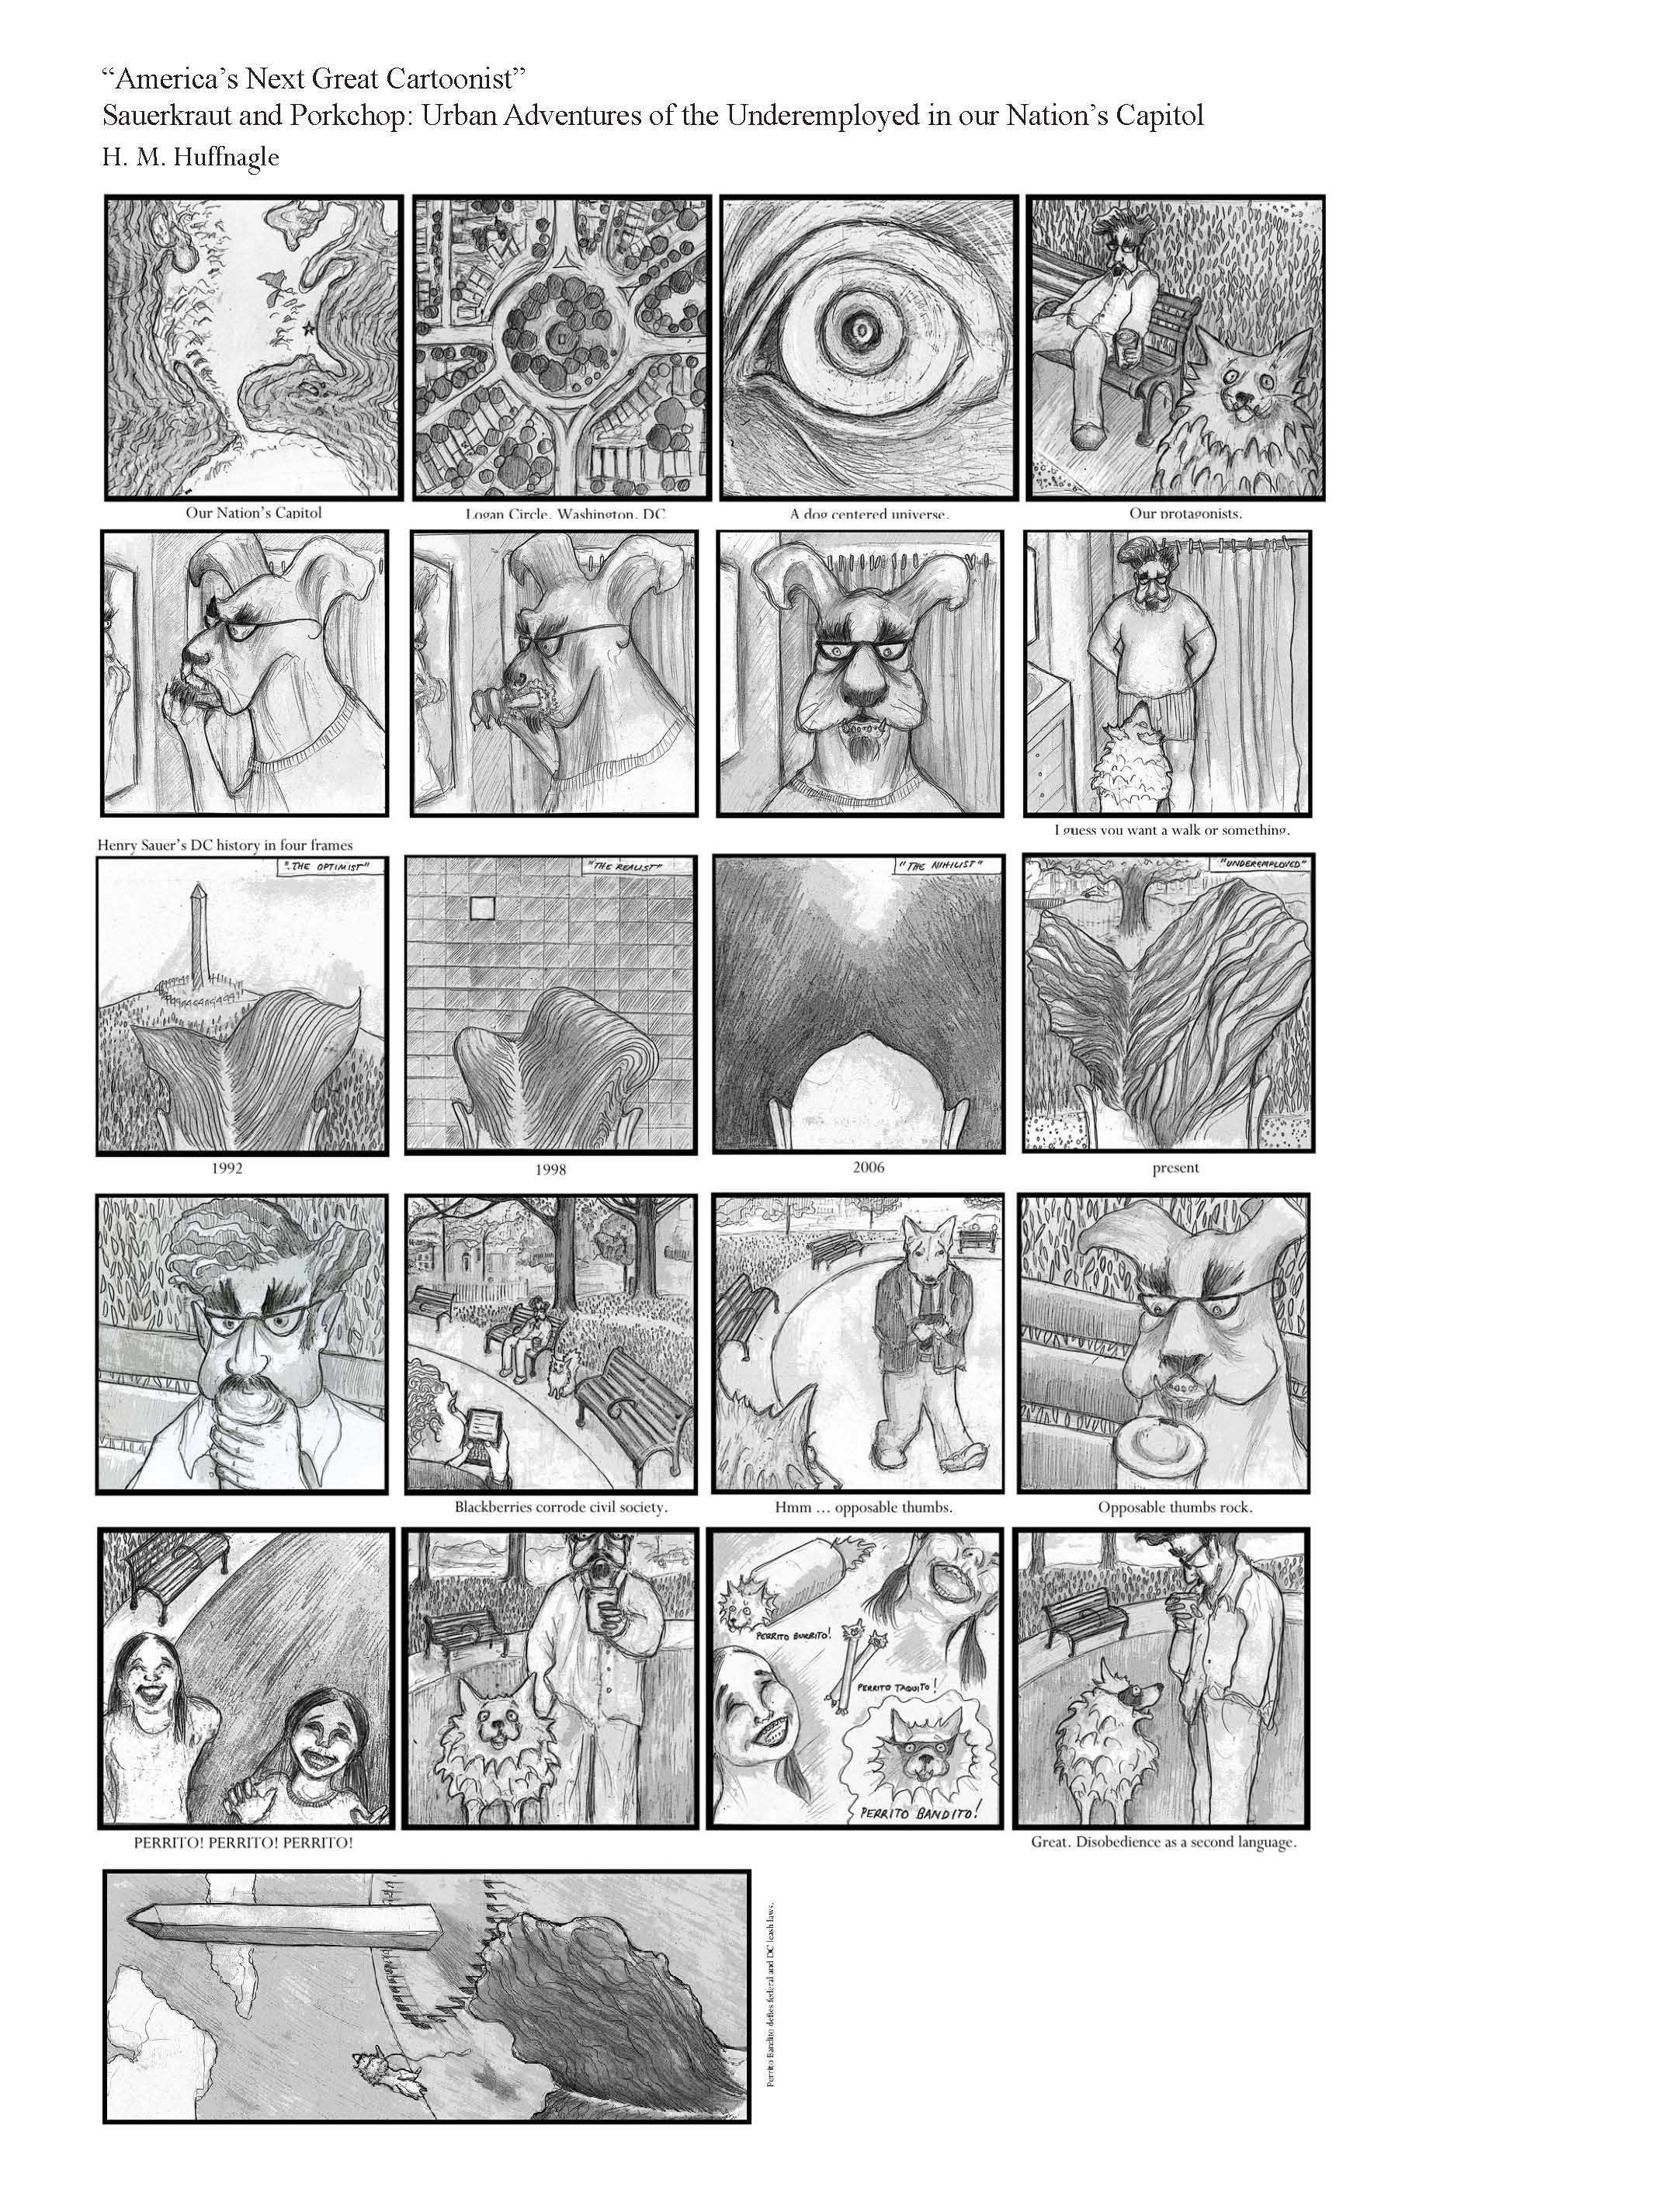 “America’s Next Great Cartoonist”
Sauerkraut and Porkchop: Urban Adventures of the Underemployed in our Nation’s Capitol
H. M. Huffnagle
Our Nation’s Capitol
Logan Circle, Washington, DC
A dog centered universe.
Our protagonists.
I guess you want a walk or something.
Henry Sauer’s DC history in four frames
"THE OPTIMIST"
"THE REALIST"
"THE NIHILIST"
"UNDEREMPLOYED"
1992
1998
2006
present
Blackberries corrode civil society.
Hmm ... opposable thumbs.
Opposable thumbs rock.
PERRITO BURRITO!
PERRITO TAQUITO!
PERRITO BANDITO!
PERRITO! PERRITO! PERRITO!
Great. Disobedience as a second language.
Perrito Bandito defies federal and DC leash laws.